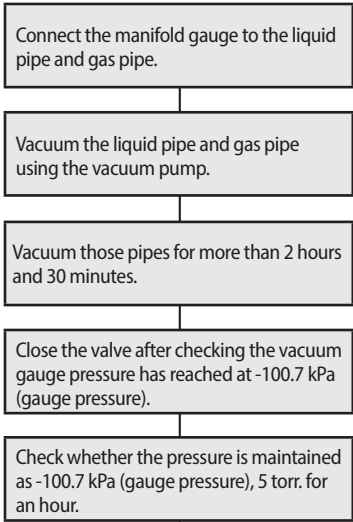 Connect the manifold gauge to the liquid
pipe and gas pipe.
Vacuum the liquid pipe and gas pipe
using the vacuum pump.
Vacuum those pipes for more than 2 hours
and 30 minutes.
Close the valve after checking the vacuum
gauge pressure has reached at -100.7 kPa
(gauge pressure).
Check whether the pressure is maintained
as -100.7 kPa (gauge pressure), 5 torr. for
an hour.